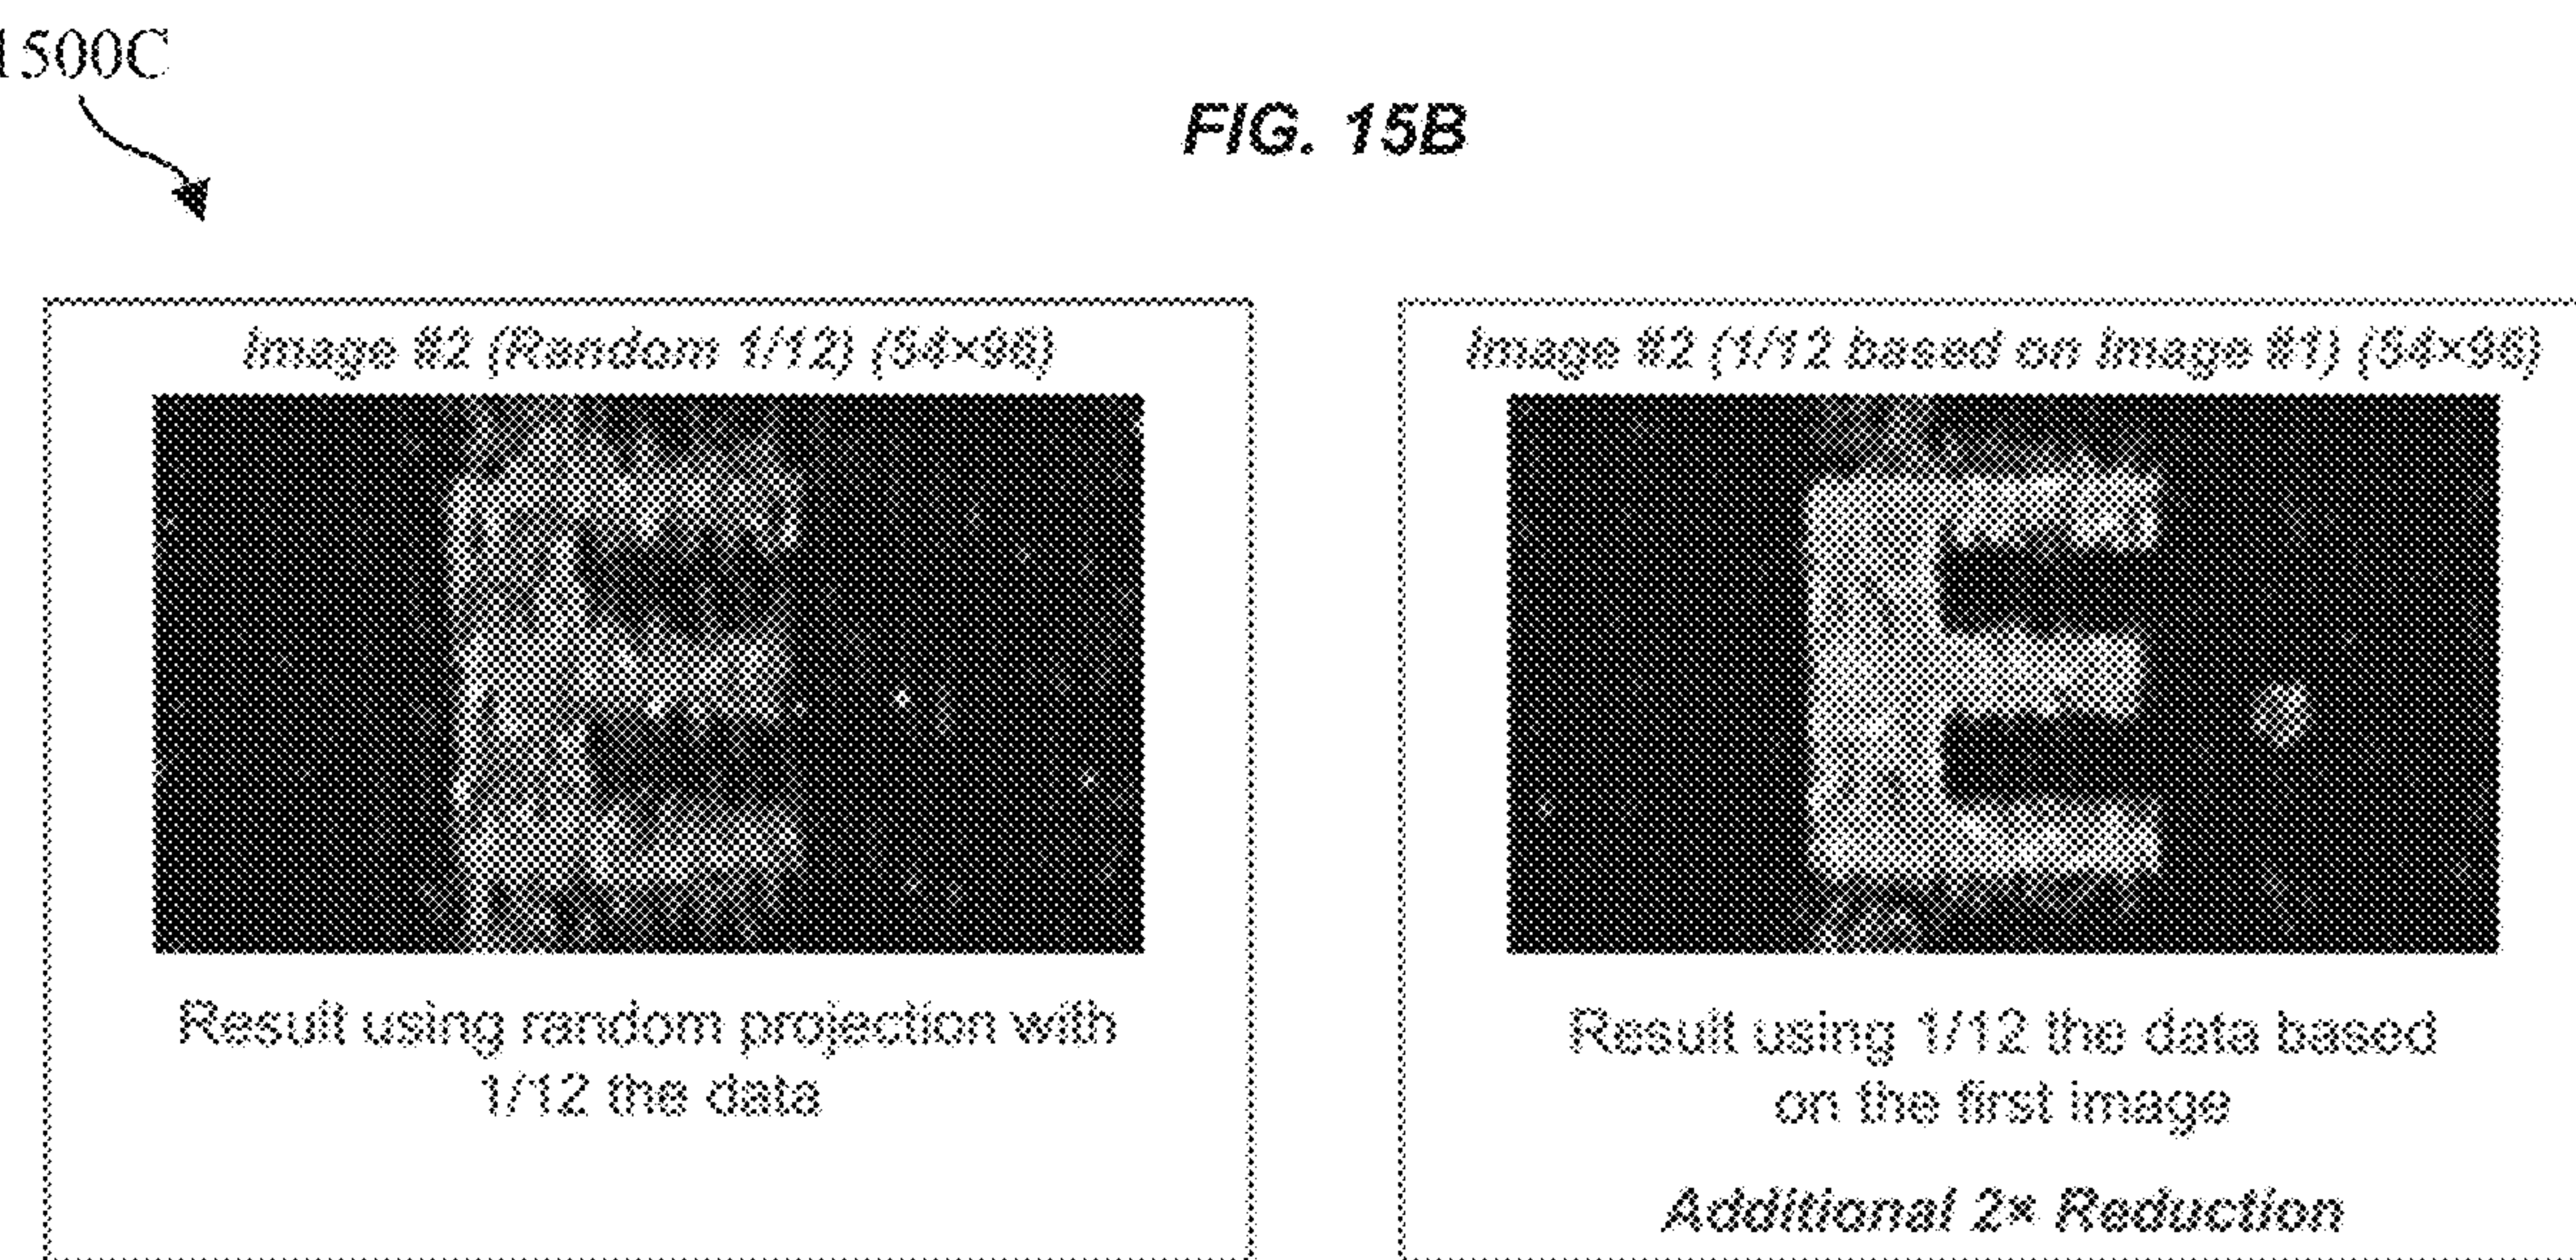 1500C
FIG. 15B
Image #2 (Random 1/12) (54×96)
Image #2 (1/12 based on Image #1) (54×96)
E
E
Result using random projection with
1/12 the data
Result using 1/12 the data based
on the first image
Additional 2× Reduction